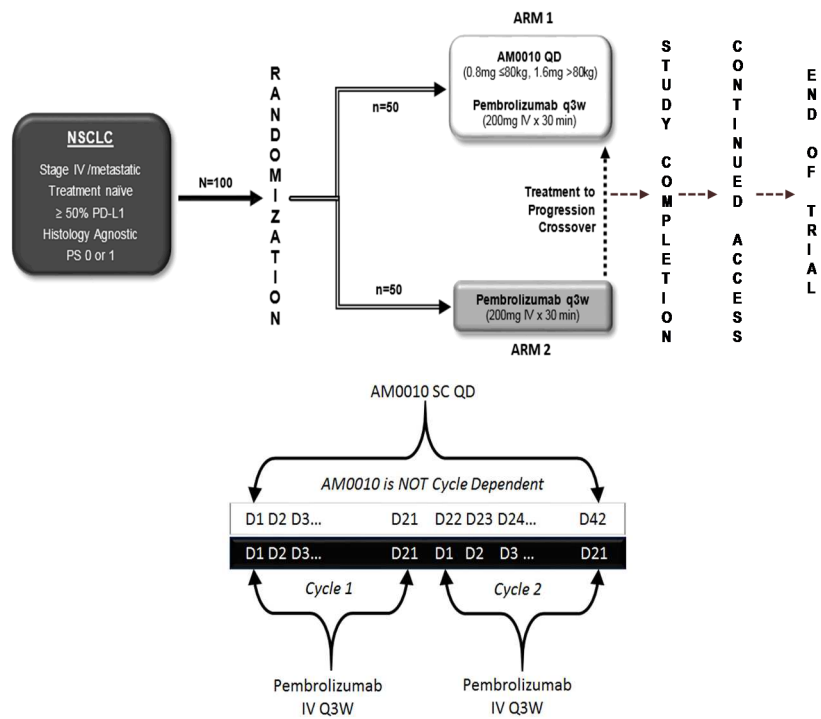 ARM 1
NSCLC
Stage IV /metastatic
Treatment naïve
≥ 50% PD-L1
Histology Agnostic
PS 0 or 1
N=100
RANDOMIZATION
n=50
n=50
AM0010 QD
(0.8mg ≤80kg, 1.6mg >80kg)
Pembrolizumab q3w
(200mg IV x 30 min)
Treatment to
Progression
Crossover
Pembrolizumab q3w
(200mg IV x 30 min)
ARM 2
STUDY COMPLETION
CONTINUED ACCESS
END OF TRIAL
AM0010 SC QD
AM0010 is NOT Cycle Dependent
D1 D2 D3... D21 D22 D23 D24... D42
D1 D2 D3... D21 D1 D2 D3 ... D21
Cycle 1 Cycle 2
Pembrolizumab
IV Q3W
Pembrolizumab
IV Q3W